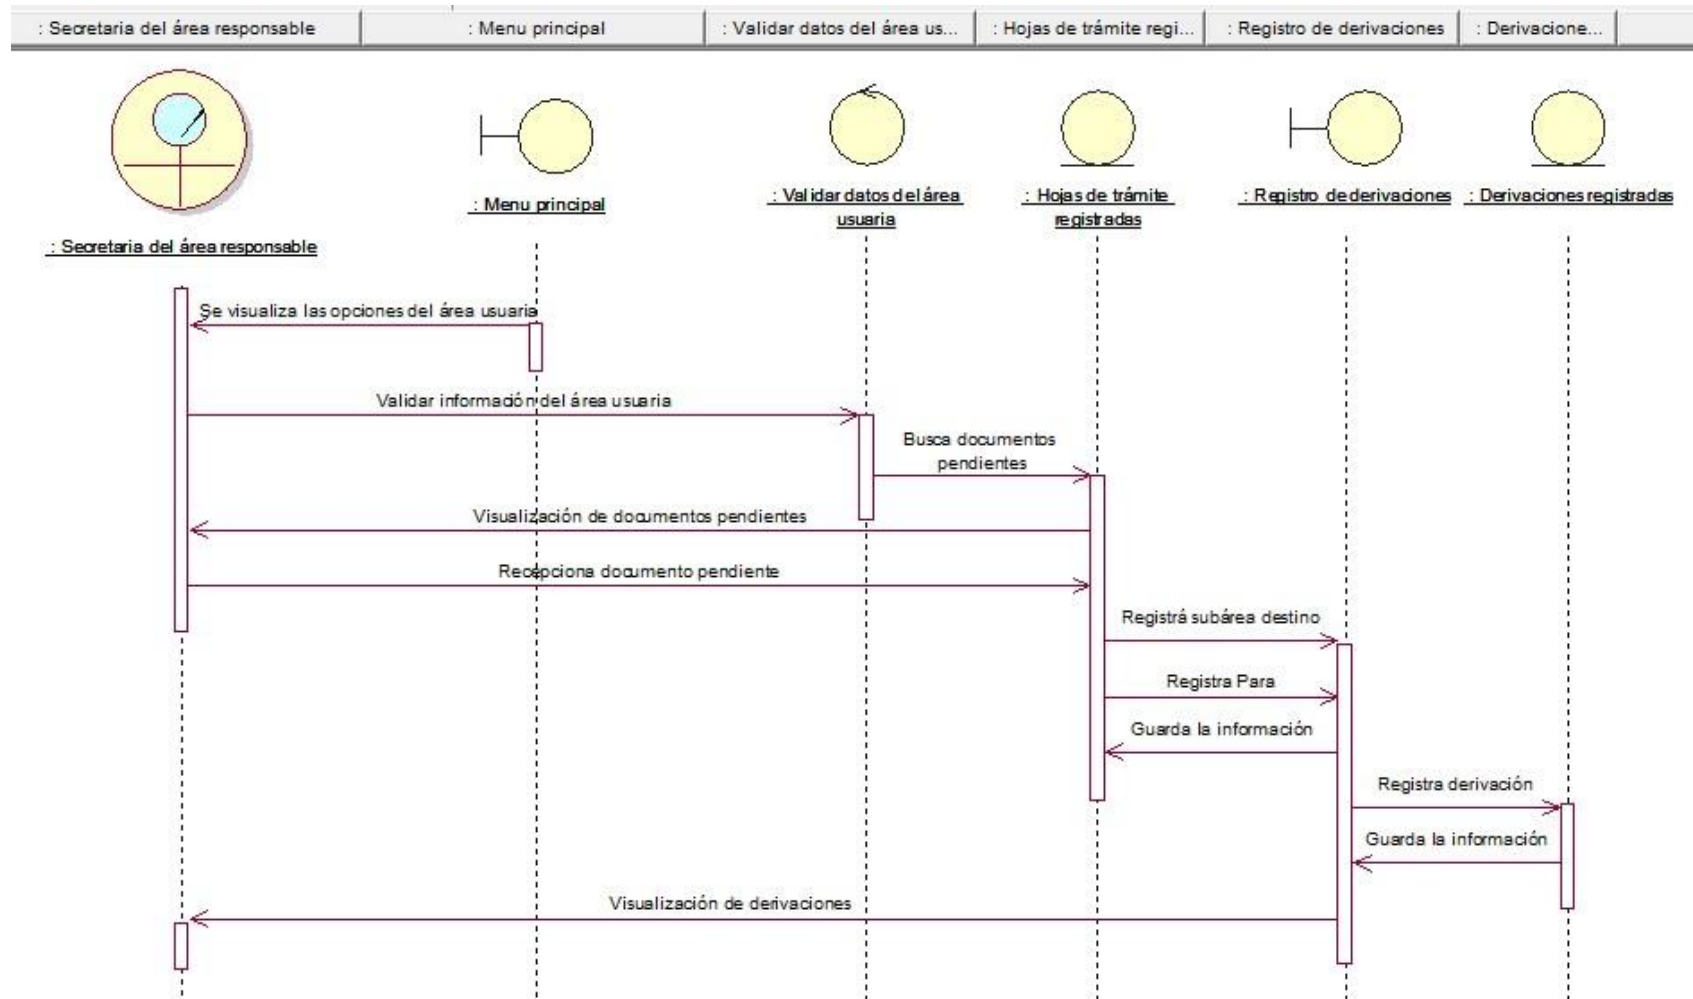 : Secretaria del área responsable
: Menu principal
: Validar datos del área us...
: Hojas de trámite regi...
: Registro de derivaciones
: Derivacione...
: Menu principal
: Validar datos del área
usuaria
: Hojas de trámite
registradas
: Registro de derivaciones
: Derivaciones registradas
: Secretaria del área responsable
Se visualiza las opciones del área usuaria
Validar información del área usuaria
Busca documentos
pendientes
Visualización de documentos pendientes
Recepciona documento pendiente
Registrá subárea destino
Registra Para
Guarda la información
Registra derivación
Guarda la información
Visualización de derivaciones